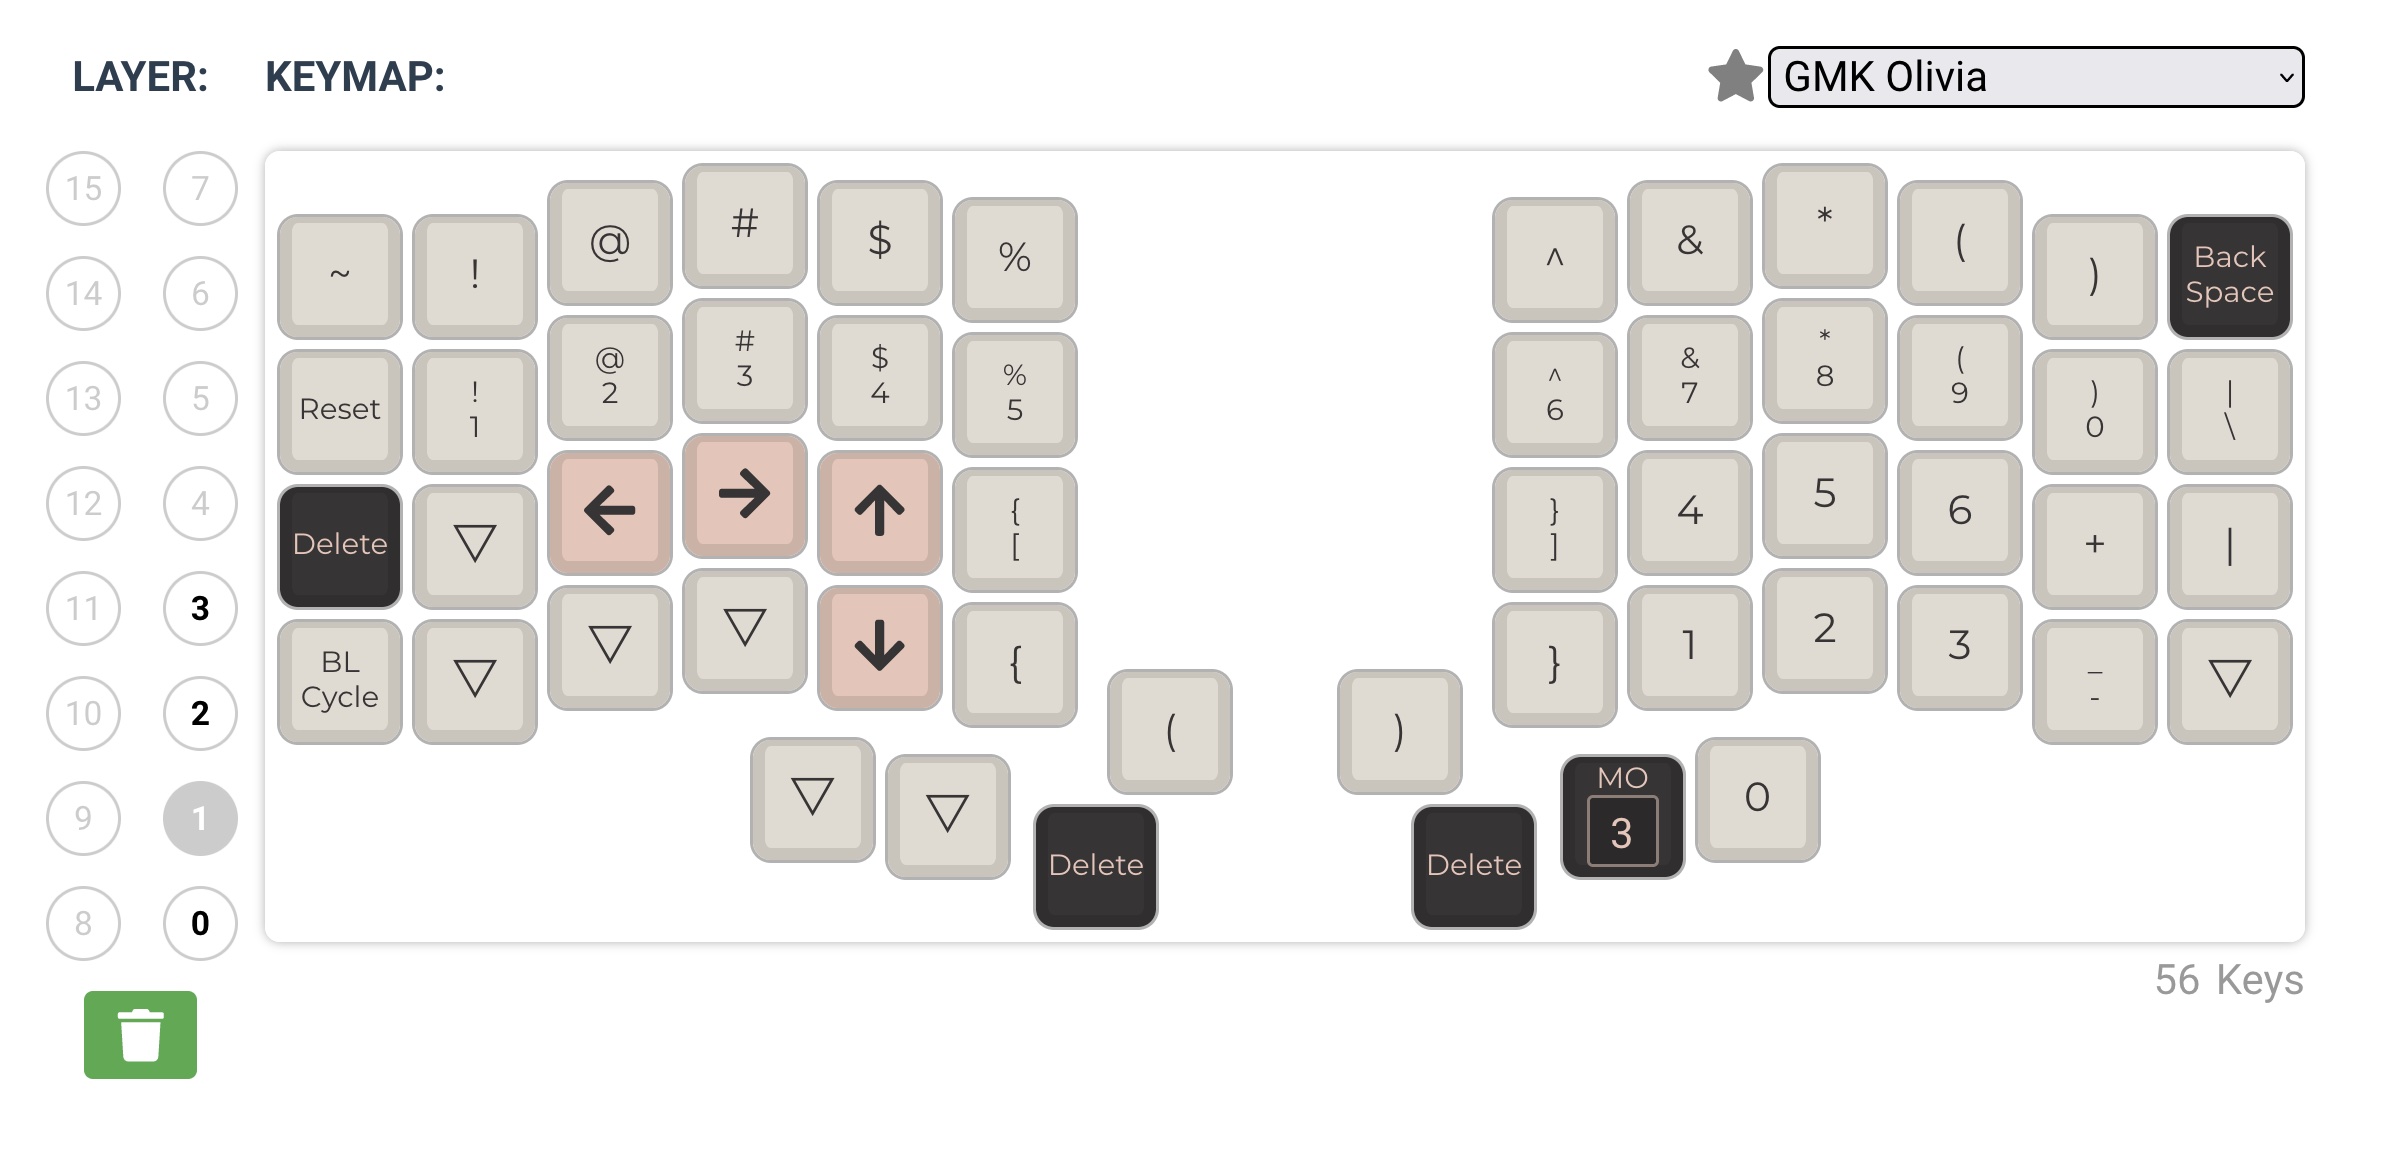 LAYER: KEYMAP: GMK Olivia
15 7
14 6
13 5
12 4
11 3
10 2
9 1
8 0
~ ! @ # $ % ^ & * ( ) Back
Space
Reset ! @ # $ % ^ & * ( ) |
1 2 3 4 5 6 7 8 9 0 \
Delete ▽ ← → ↑ { } 4 5 6 + |
[ ]
BL
Cycle ▽ ▽ ▽ ↓ { } 1 2 3 _ ▽
-
( )
▽ ▽ Delete Delete MO 0
3
56 Keys